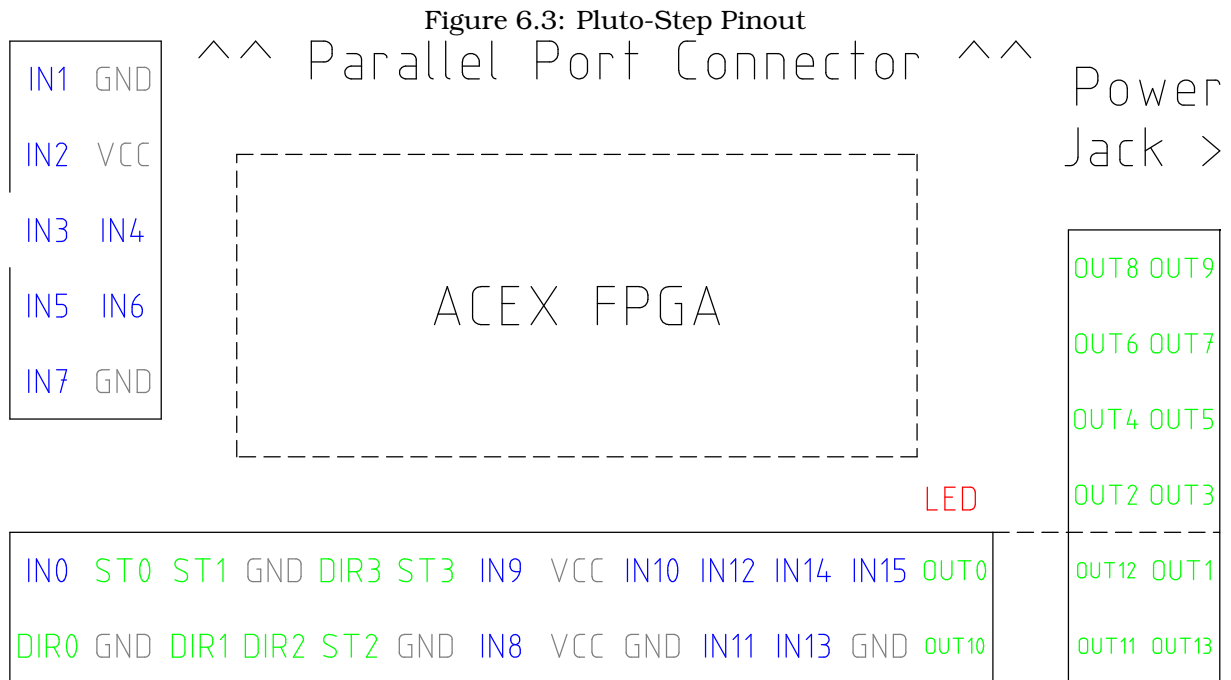 Figure 6.3: Pluto-Step Pinout
^^ Parallel Port Connector ^^
Power
Jack >
IN1 GND
IN2 VCC
IN3 IN4
IN5 IN6
IN7 GND
ACEX FPGA
OUT8 OUT9
OUT6 OUT7
OUT4 OUT5
OUT2 OUT3
LED
IN0 ST0 ST1 GND DIR3 ST3 IN9 VCC IN10 IN12 IN14 IN15 OUT0
OUT12 OUT1
DIR0 GND DIR1 DIR2 ST2 GND IN8 VCC GND IN11 IN13 GND OUT10
OUT11 OUT13